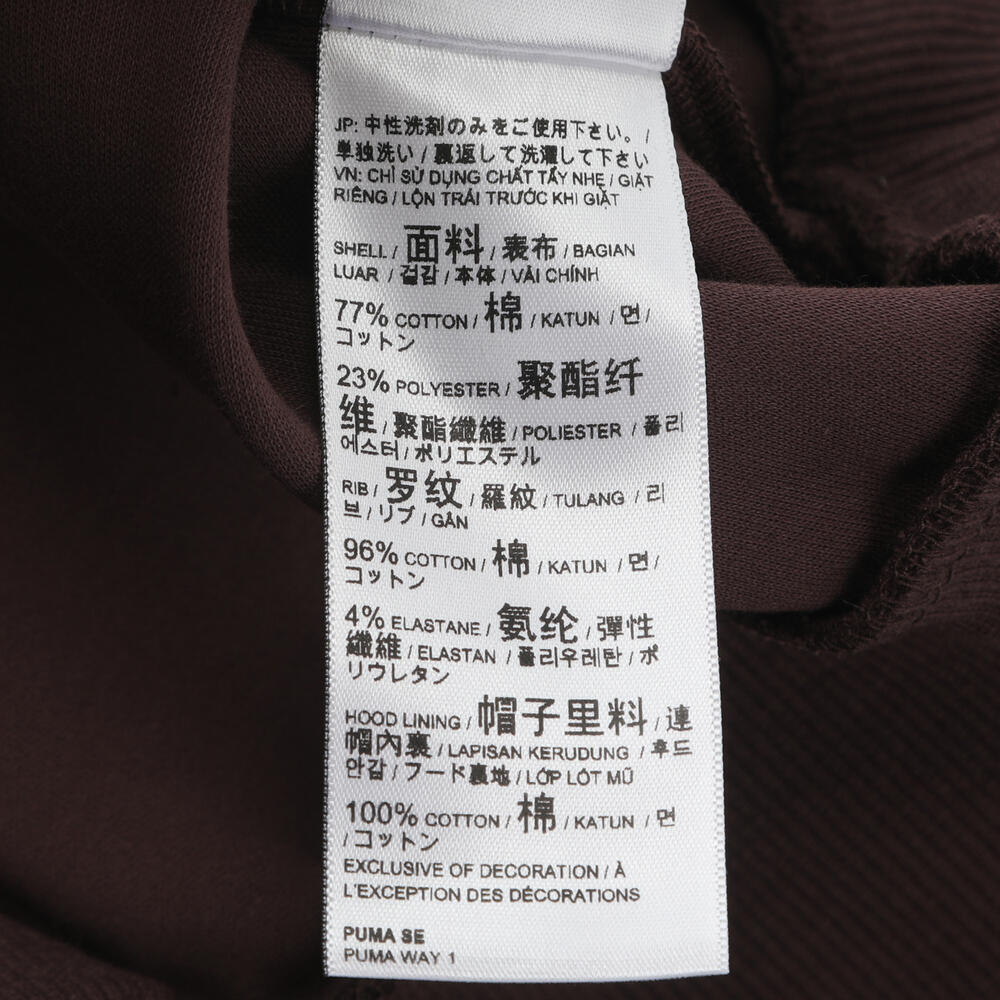 JP: 中性洗剤のみをご使用下さい。 /
単独洗い / 裏返して洗濯して下さい
VN: CHỈ SỬ DỤNG CHẤT TẨY NHẸ / GIẶT
RIÊNG / LỘN TRÁI TRƯỚC KHI GIẶT
SHELL / 面料 / 表布 / BAGIAN
LUAR / 겉감 / 本体 / VẢI CHÍNH
77% COTTON / 棉 / KATUN / 면 /
コットン
23% POLYESTER / 聚酯纤
维 / 聚酯纖維 / POLIESTER / 폴리
에스터 / ポリエステル
RIB / 罗纹 / 羅紋 / TULANG / 리
브 / リブ / GÂN
96% COTTON / 棉 / KATUN / 면 /
コットン
4% ELASTANE / 氨纶 / 彈性
纖維 / ELASTAN / 폴리우레탄 / ポ
リウレタン
HOOD LINING / 帽子里料 / 連
帽內裏 / LAPISAN KERUDUNG / 후드
안감 / フード裏地 / LỚP LÓT MŨ
100% COTTON / 棉 / KATUN / 면
/ コットン
EXCLUSIVE OF DECORATION / À
L'EXCEPTION DES DÉCORATIONS
PUMA SE
PUMA WAY 1